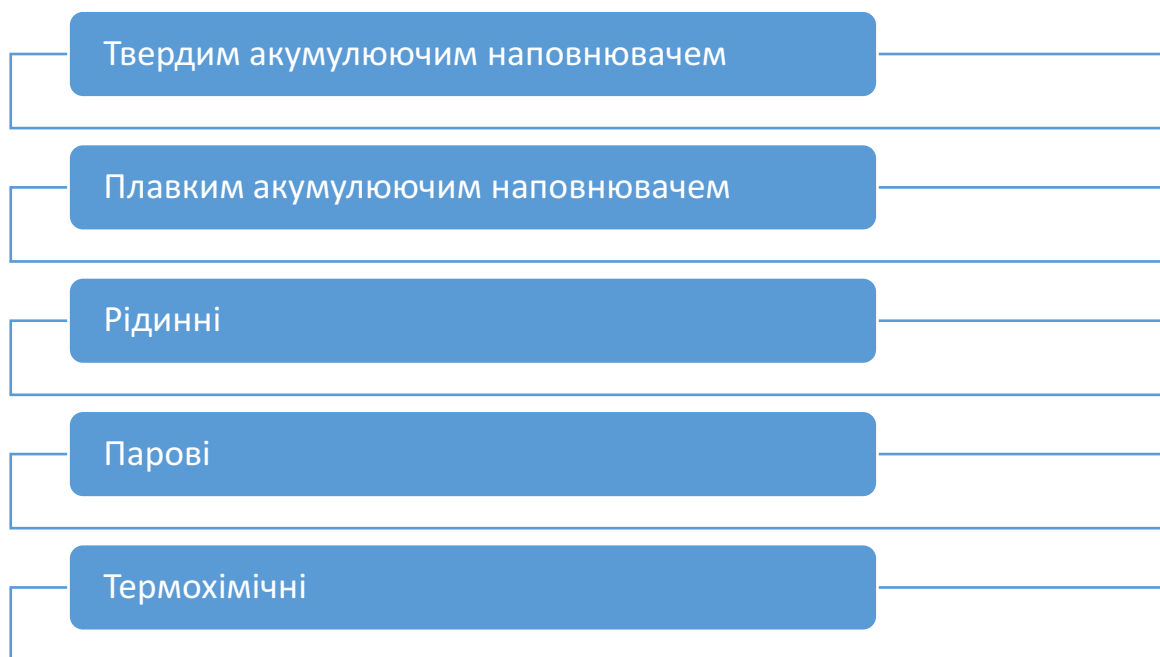 Твердим акумулюючим наповнювачем
Плавким акумулюючим наповнювачем
Рідинні
Парові
Термохімічні